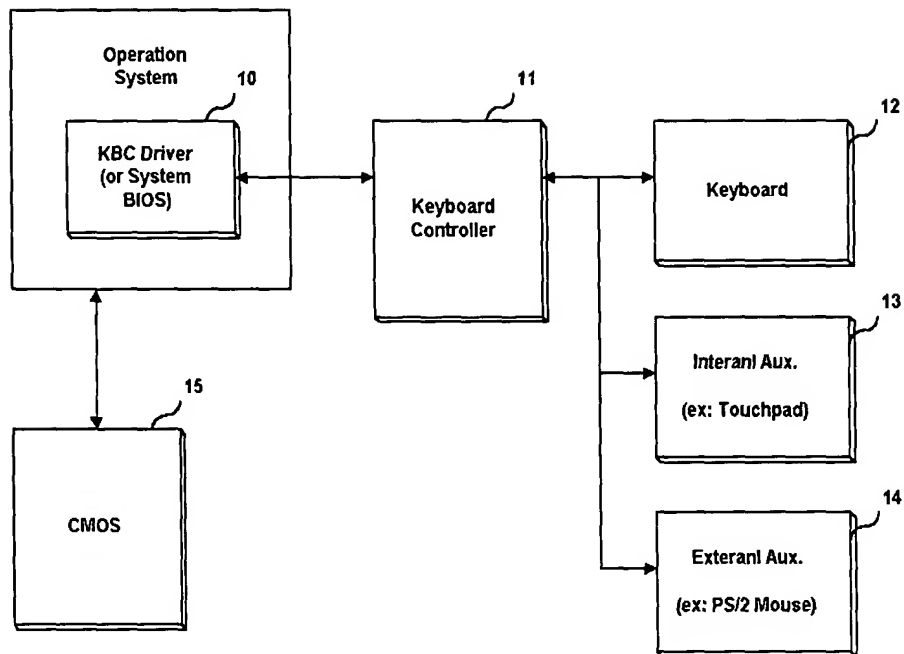 Operation
System
10
KBC Driver
(or System
BIOS)
11
Keyboard
Controller
12
Keyboard
13
Interanl Aux.
(ex: Touchpad)
14
Exteranl Aux.
(ex: PS/2 Mouse)
15
CMOS